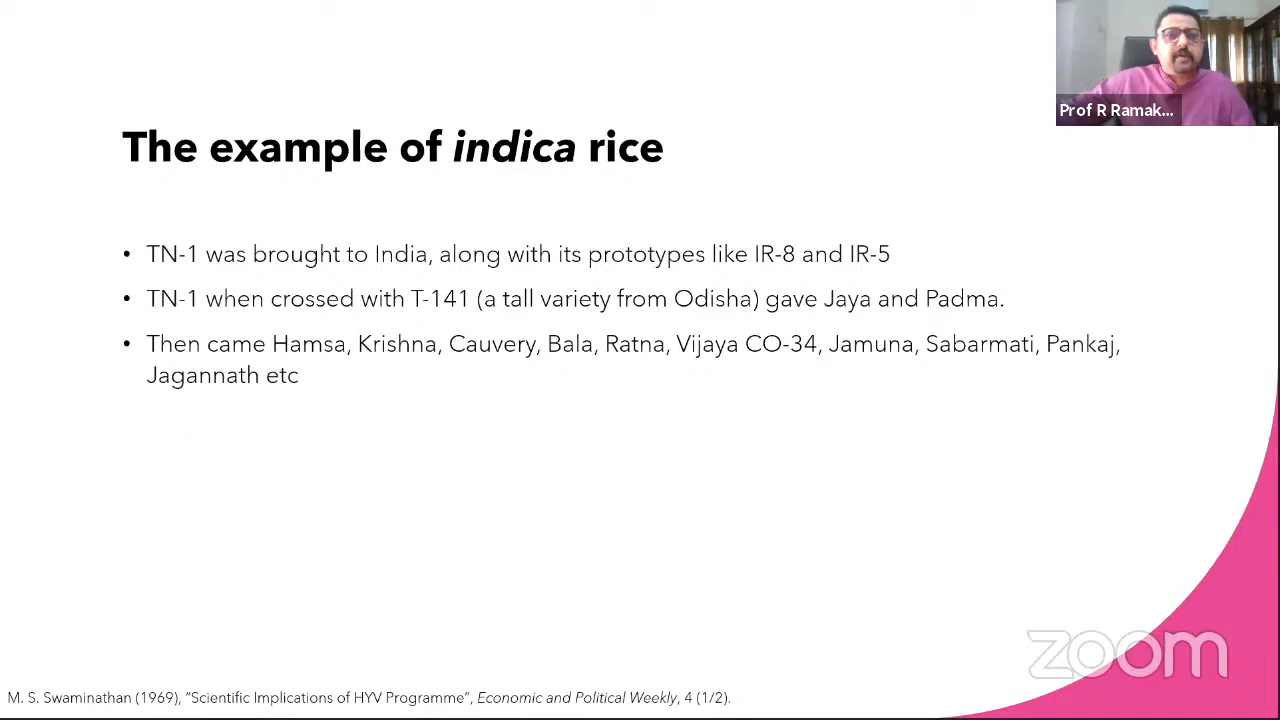 Prof R Ramak...
The example of indica rice
• TN-1 was brought to India, along with its prototypes like IR-8 and IR-5
• TN-1 when crossed with T-141 (a tall variety from Odisha) gave Jaya and Padma.
• Then came Hamsa, Krishna, Cauvery, Bala, Ratna, Vijaya CO-34, Jamuna, Sabarmati, Pankaj,
Jagannath etc
zoom
M. S. Swaminathan (1969), “Scientific Implications of HYV Programme”, Economic and Political Weekly, 4 (1/2).